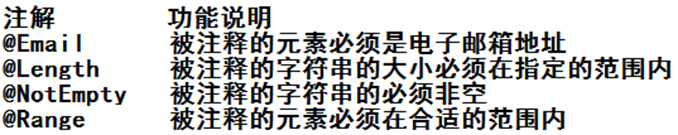 注解 功能说明
@Email 被注释的元素必须是电子邮箱地址
@Length 被注释的字符串的大小必须在指定的范围内
@NotEmpty 被注释的字符串的必须非空
@Range 被注释的元素必须在合适的范围内